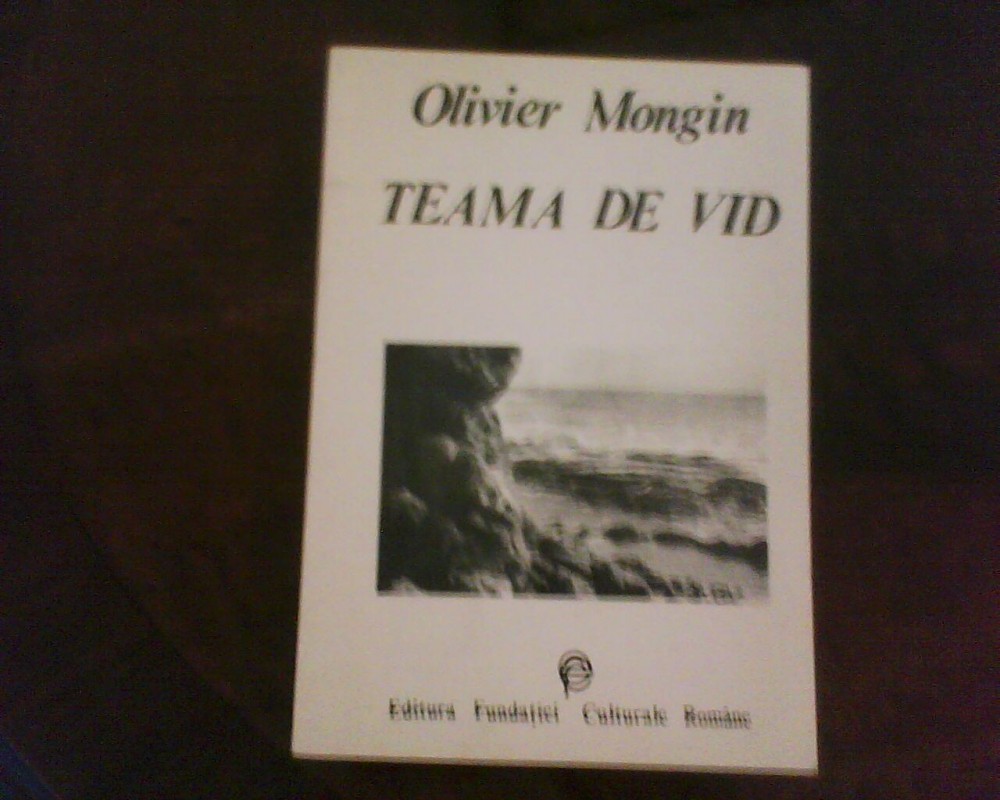 Olivier Mongin
TEAMA DE VID
Editura Fundației Culturale Române